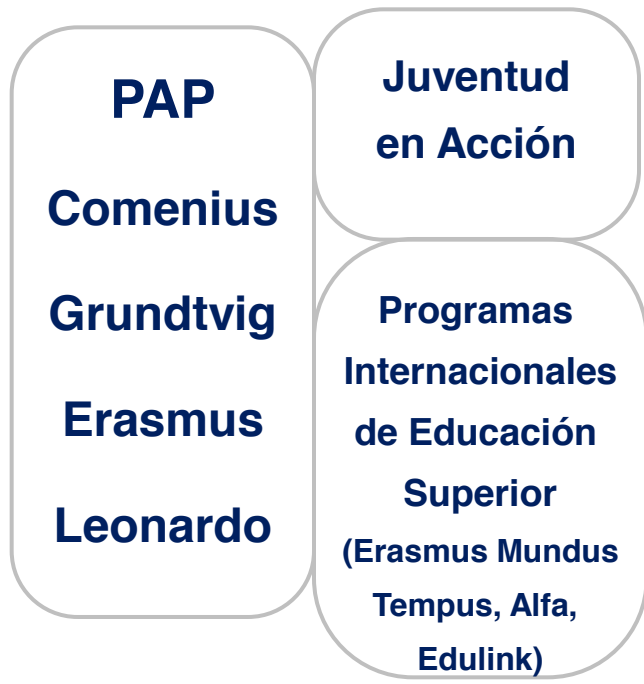 PAP
Comenius
Grundtvig
Erasmus
Leonardo
Juventud
en Acción
Programas
Internacionales
de Educación
Superior
(Erasmus Mundus
Tempus, Alfa,
Edulink)